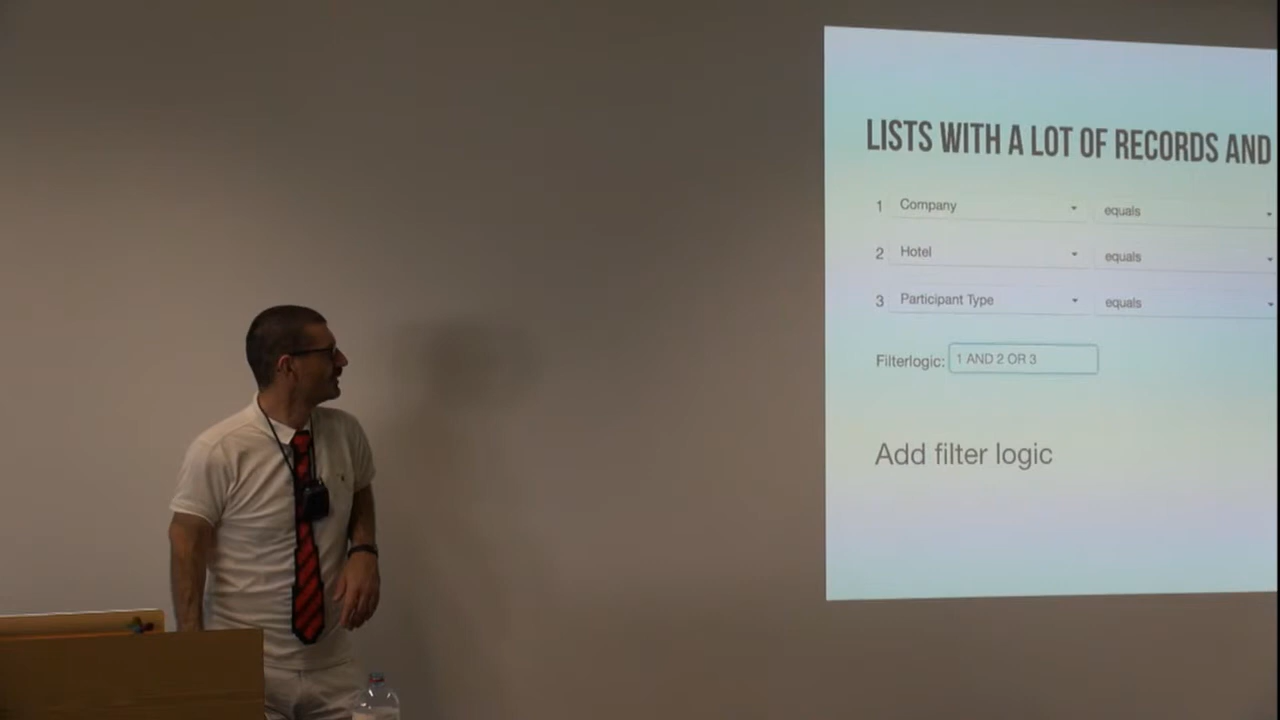 LISTS WITH A LOT OF RECORDS AND
1 Company equals
2 Hotel equals
3 Participant Type equals
Filterlogic: 1 AND 2 OR 3
Add filter logic